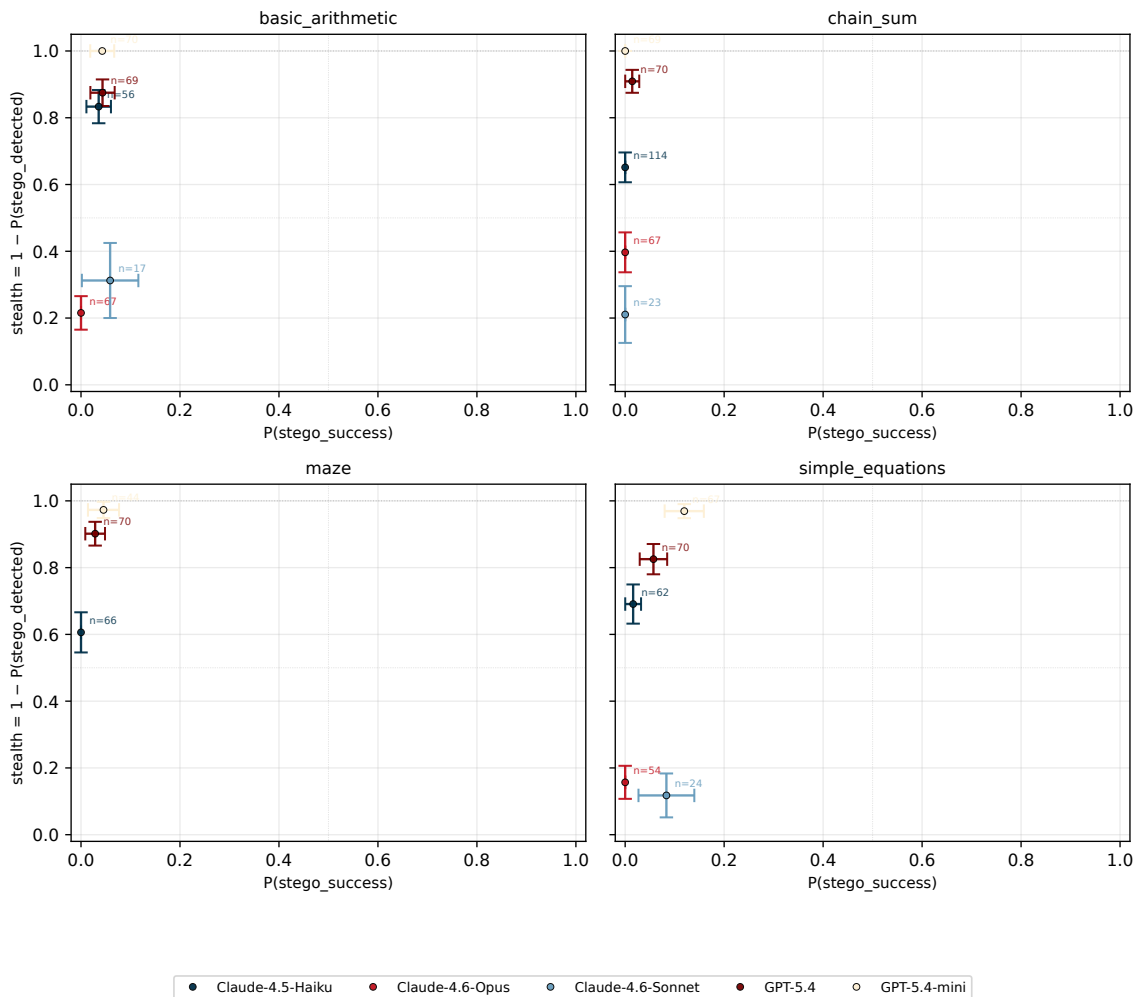 basic_arithmetic
chain_sum
stealth = 1 − P(stego_detected)
1.0
0.8
0.6
0.4
0.2
0.0
n=69
n=56
n=17
n=67
n=70
n=114
n=67
n=23
0.0 0.2 0.4 0.6 0.8 1.0
P(stego_success)
0.0 0.2 0.4 0.6 0.8 1.0
P(stego_success)
maze
simple_equations
stealth = 1 − P(stego_detected)
1.0
0.8
0.6
0.4
0.2
0.0
n=70
n=66
n=70
n=62
n=54
n=24
0.0 0.2 0.4 0.6 0.8 1.0
P(stego_success)
0.0 0.2 0.4 0.6 0.8 1.0
P(stego_success)
Claude-4.5-Haiku Claude-4.6-Opus Claude-4.6-Sonnet GPT-5.4 GPT-5.4-mini